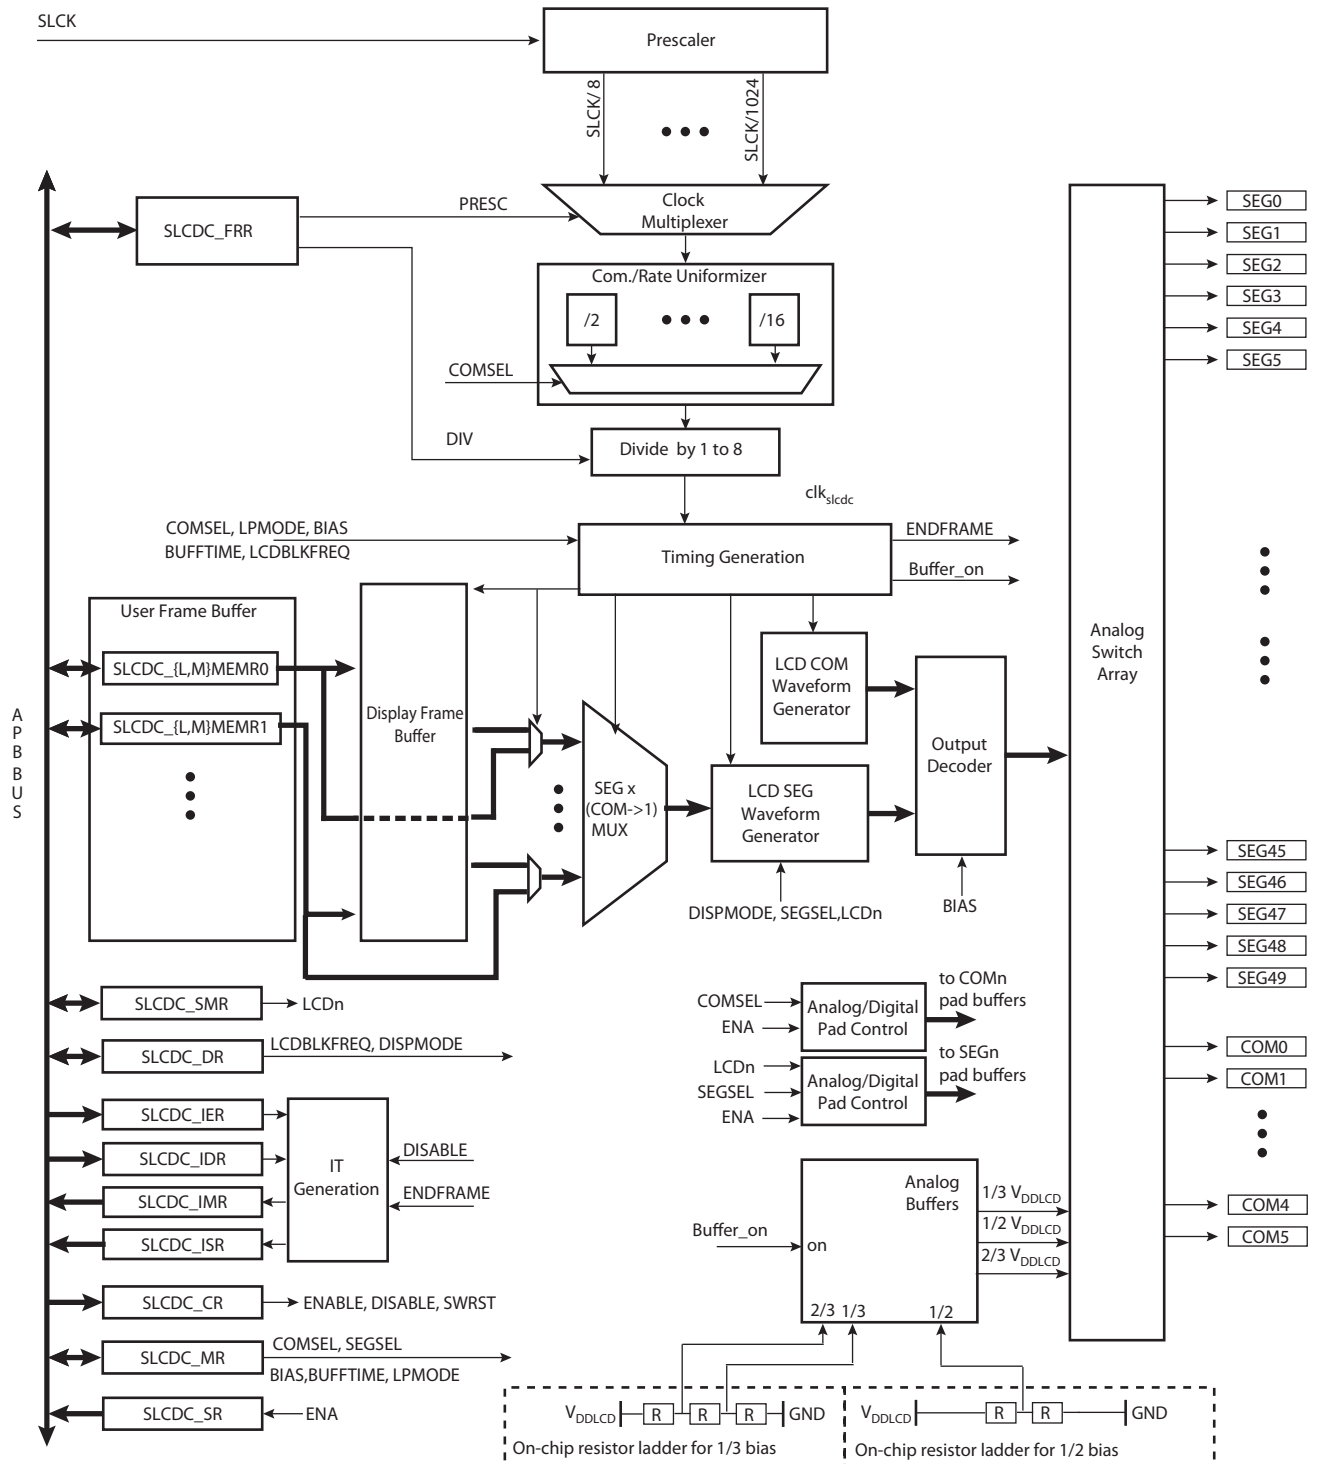 SLCK
Prescaler
SLCK/ 8
SLCK/1024
PRESC
Clock
Multiplexer
SLCDC_FRR
Com./Rate Uniformizer
/2
/16
COMSEL
DIV
Divide by 1 to 8
clkslcdc
COMSEL, LPMODE, BIAS
BUFFTIME, LCDBLKFREQ
Timing Generation
ENDFRAME
Buffer_on
User Frame Buffer
SLCDC_{L,M}MEMR0
SLCDC_{L,M}MEMR1
Display Frame
Buffer
A
P
B
B
U
S
SEG x
(COM->1)
MUX
LCD COM
Waveform
Generator
LCD SEG
Waveform
Generator
DISPMODE, SEGSEL,LCDn
Output
Decoder
BIAS
Analog
Switch
Array
SEG0
SEG1
SEG2
SEG3
SEG4
SEG5
SEG45
SEG46
SEG47
SEG48
SEG49
COM0
COM1
COM4
COM5
SLCDC_SMR
LCDn
SLCDC_DR
LCDBLKFREQ, DISPMODE
SLCDC_IER
SLCDC_IDR
SLCDC_IMR
SLCDC_ISR
IT
Generation
DISABLE
ENDFRAME
SLCDC_CR
ENABLE, DISABLE, SWRST
SLCDC_MR
COMSEL, SEGSEL
BIAS,BUFFTIME, LPMODE
SLCDC_SR
ENA
COMSEL
ENA
Analog/Digital
Pad Control
to COMn
pad buffers
LCDn
SEGSEL
ENA
Analog/Digital
Pad Control
to SEGn
pad buffers
Buffer_on
on
Analog
Buffers
1/3 VDDLCD
1/2 VDDLCD
2/3 VDDLCD
2/3 1/3
1/2
VDDLCD
R
R
R
GND
On-chip resistor ladder for 1/3 bias
VDDLCD
R
R
GND
On-chip resistor ladder for 1/2 bias